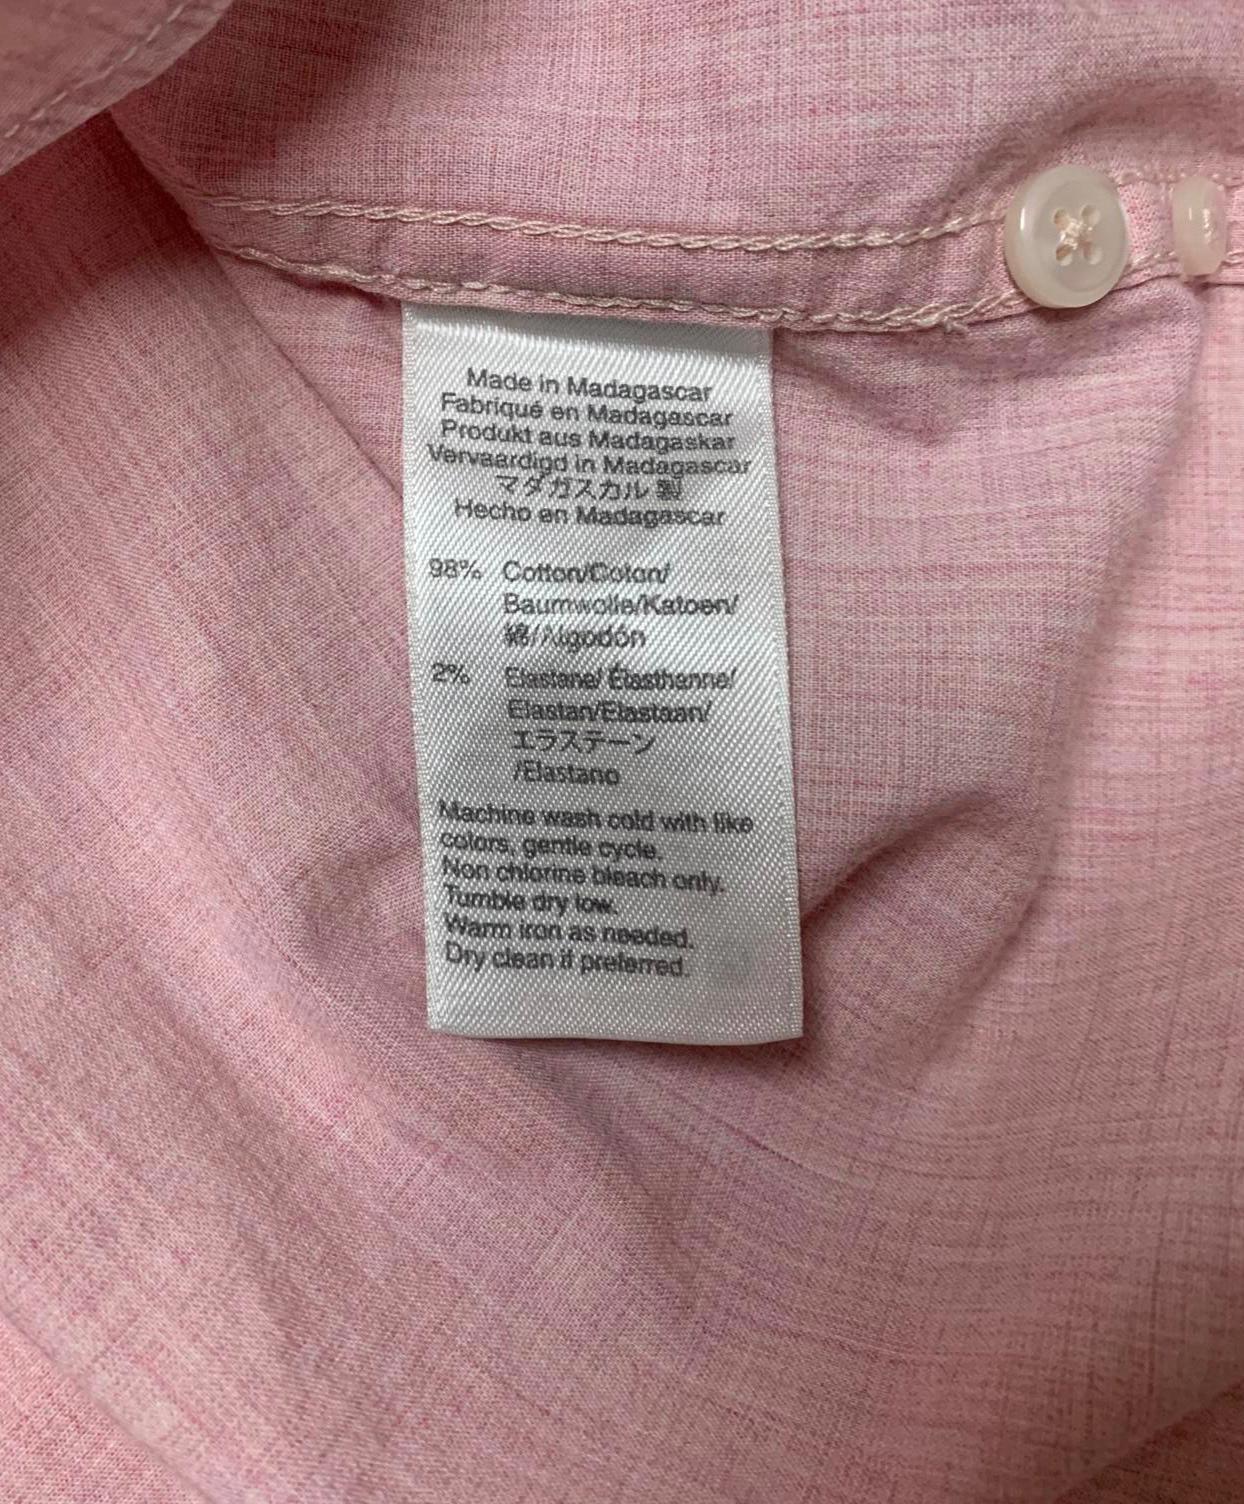 Made in Madagascar
Fabriqué en Madagascar
Produkt aus Madagaskar
Vervaardigd in Madagascar
マダガスカル 製
Hecho en Madagascar
98% Cotton/Coton/
Baumwolle/Katoen/
綿/Algodón
2% Elastane/ Élasthanne/
Elastan/Elastaan/
エラステーン
/Elastano
Machine wash cold with like
colors, gentle cycle.
Non chlorine bleach only.
Tumble dry low.
Warm iron as needed.
Dry clean if preferred.